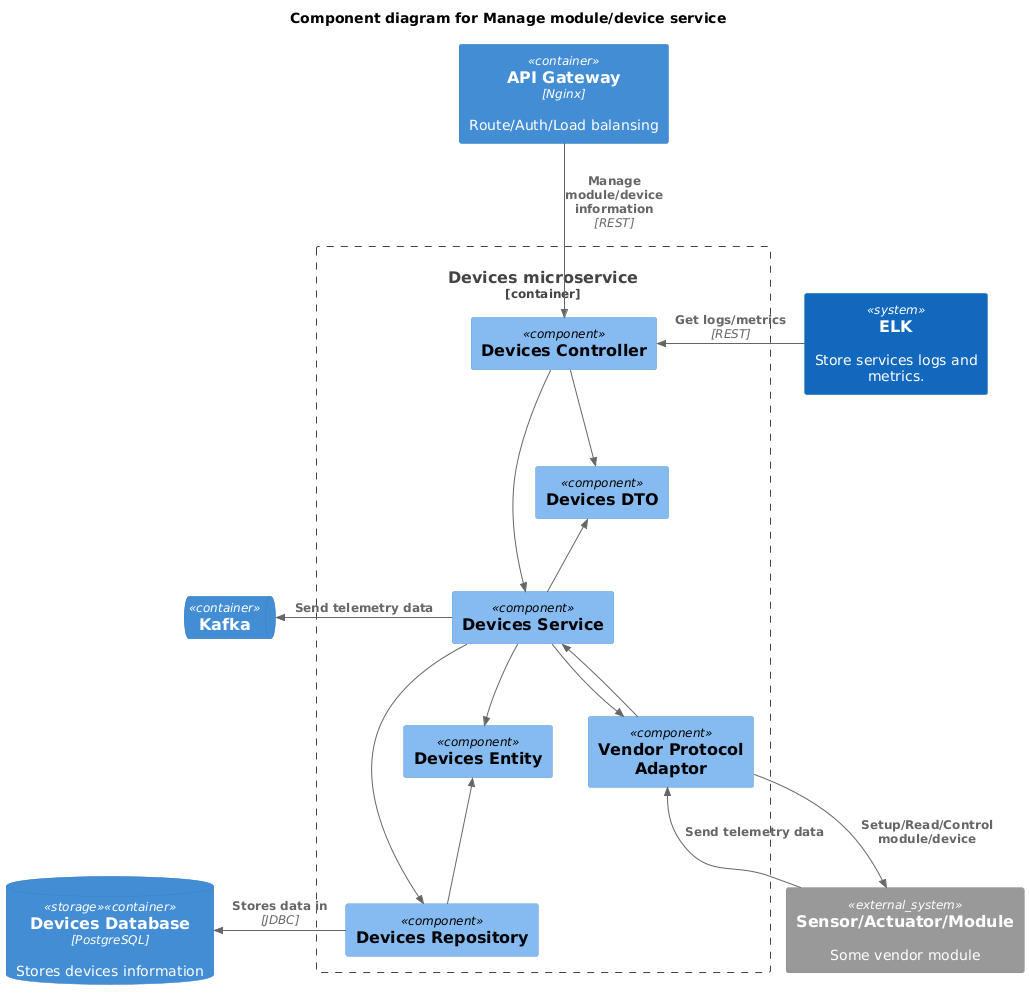 Component diagram for Manage module/device service
«container»
API Gateway
[Nginx]
Route/Auth/Load balansing
Manage
module/device
information
[REST]
Devices microservice
[container]
«component»
Devices Controller
Get logs/metrics
[REST]
«system»
ELK
Store services logs and
metrics.
«component»
Devices DTO
«container»
Kafka
Send telemetry data
«component»
Devices Service
«component»
Devices Entity
«component»
Vendor Protocol
Adaptor
Send telemetry data
Setup/Read/Control
module/device
«storage»«container»
Devices Database
[PostgreSQL]
Stores devices information
Stores data in
[JDBC]
«component»
Devices Repository
«external_system»
Sensor/Actuator/Module
Some vendor module